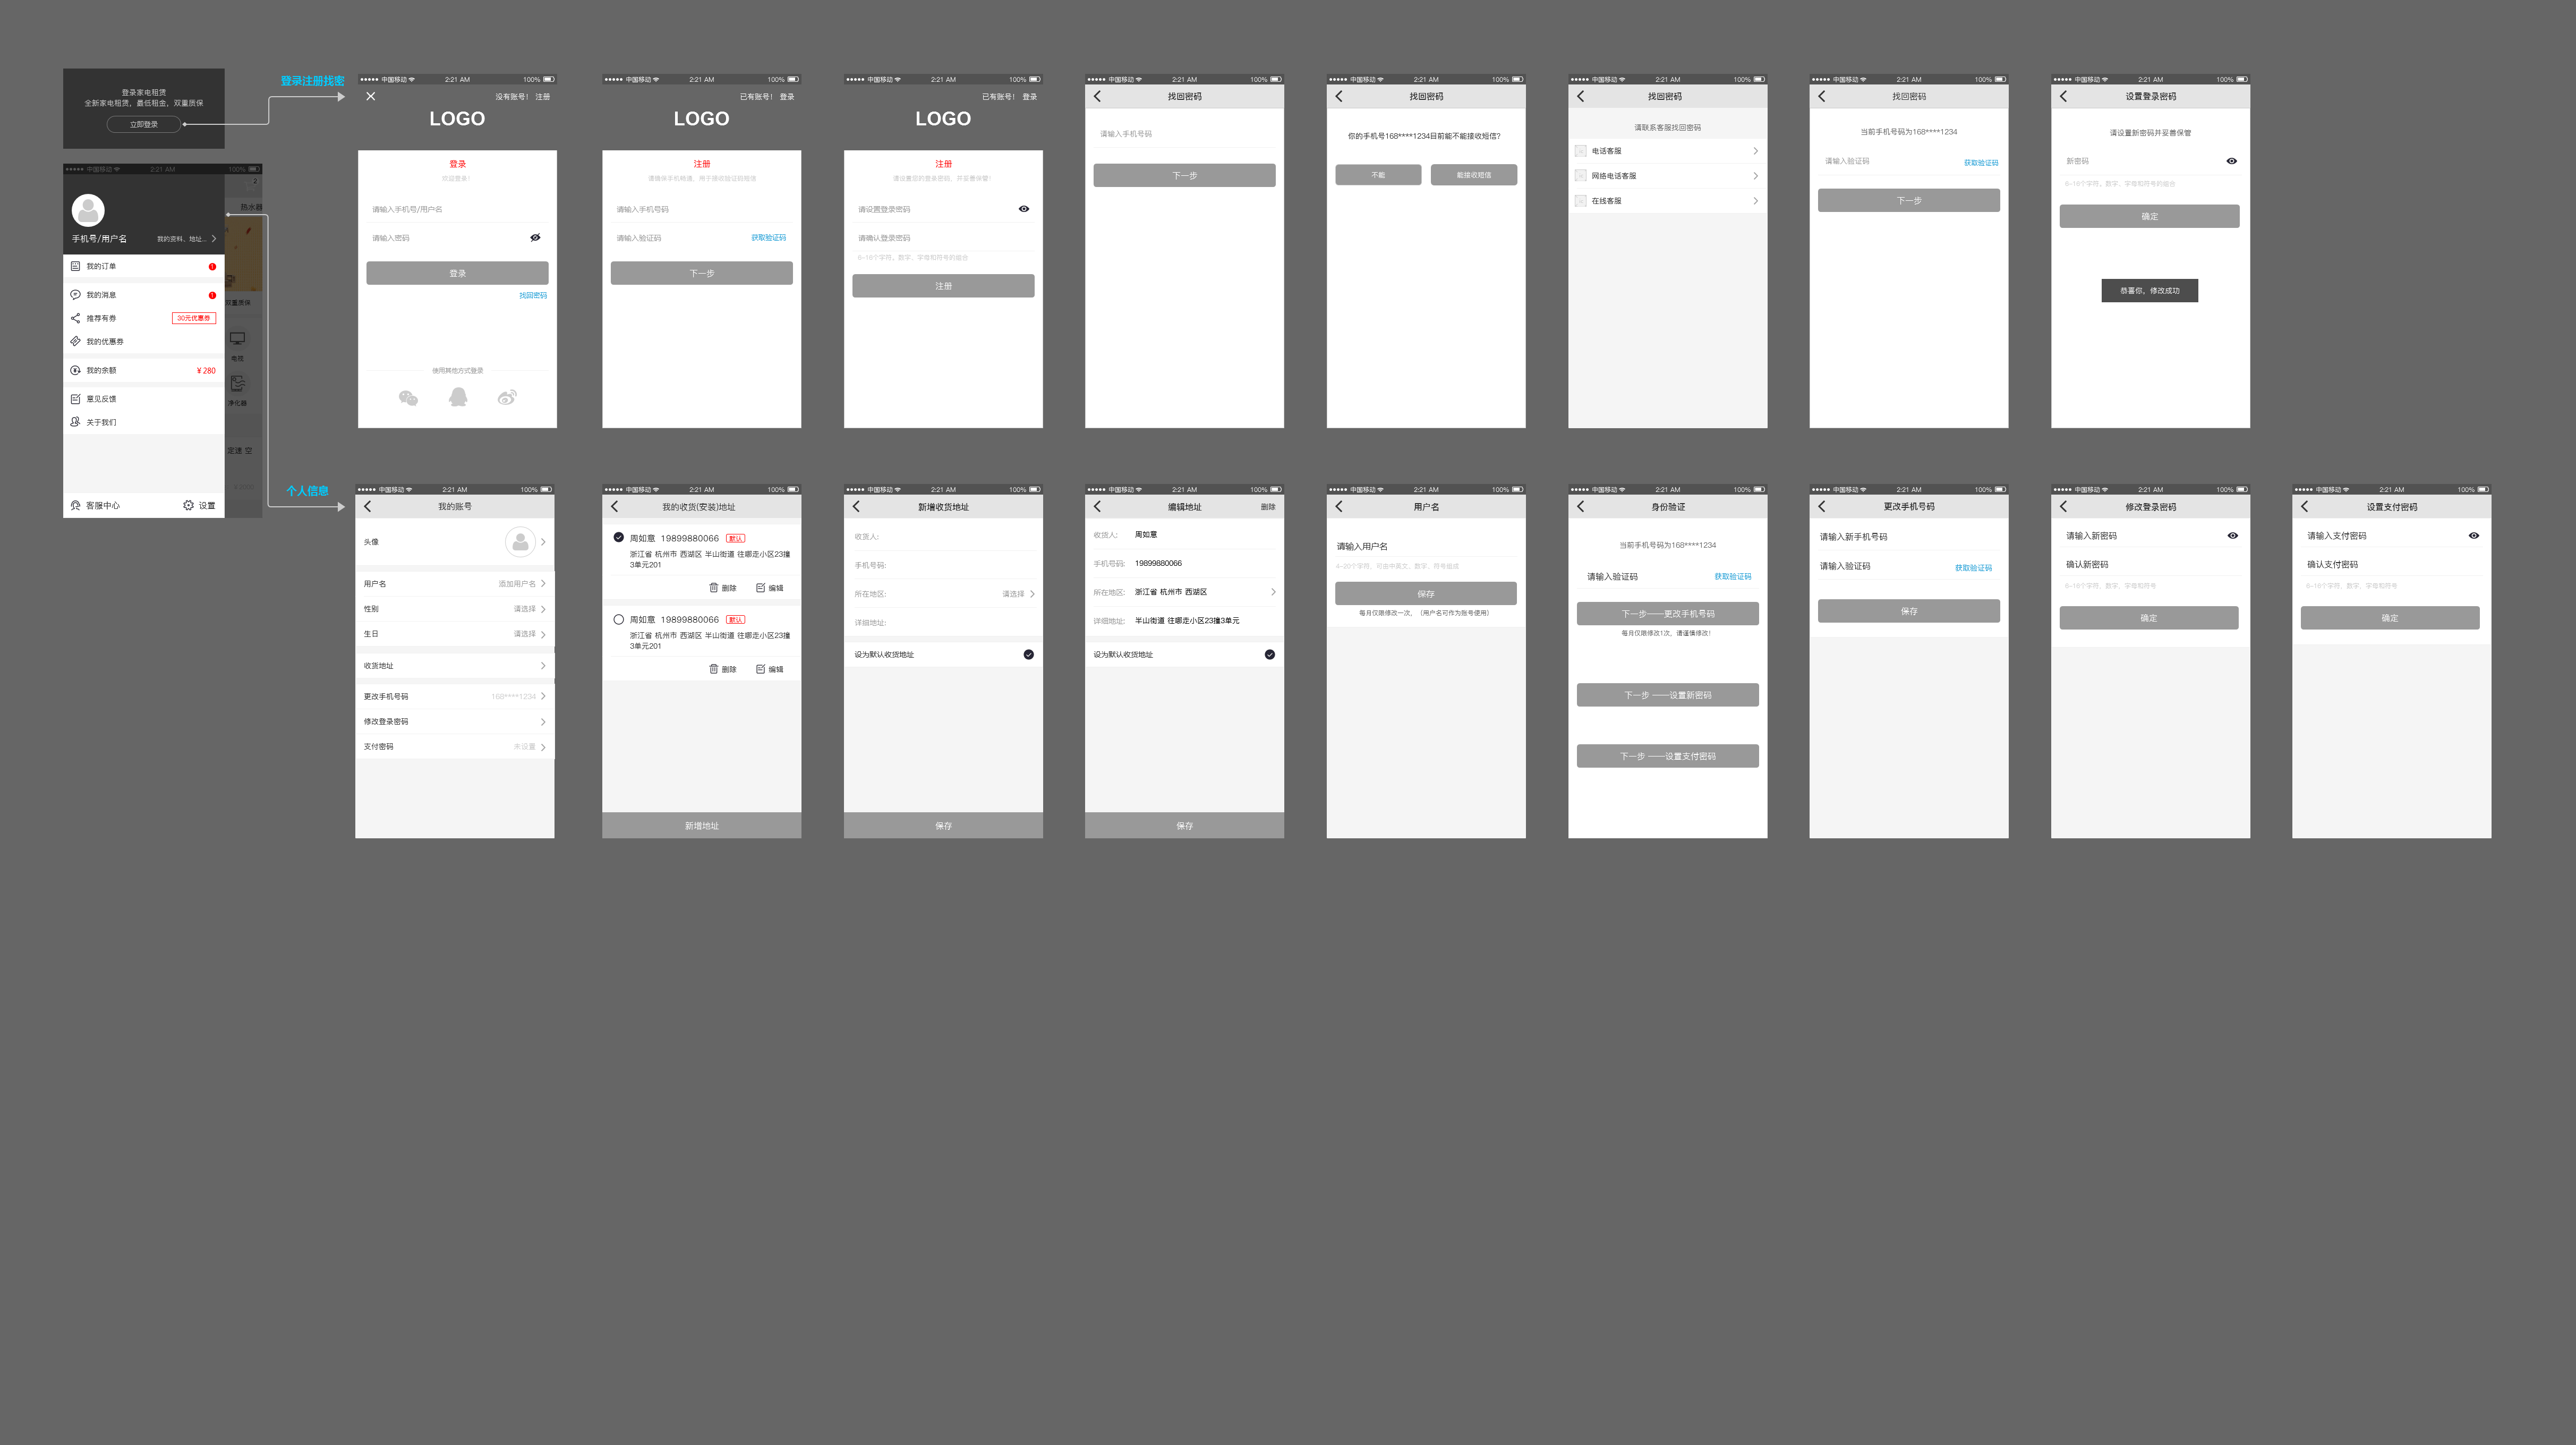 登录家电租赁
全新家电租赁，最低租金，双重质保
立即登录
登录注册找密
中国移动 2:21 AM 100%
2
热水器
手机号/用户名 我的资料、地址...
我的订单 1
我的消息 1
推荐有券 30元优惠券
我的优惠券
我的余额 ¥ 280
意见反馈
关于我们
客服中心 设置
双重质保
电视
净化器
定速 空
中国移动 2:21 AM 100%
没有账号！ 注册
LOGO
登录
欢迎登录！
请输入手机号/用户名
请输入密码
登录
找回密码
使用其他方式登录
中国移动 2:21 AM 100%
已有账号！ 登录
LOGO
注册
请确保手机畅通，用于接收验证码短信
请输入手机号码
请输入验证码 获取验证码
下一步
中国移动 2:21 AM 100%
已有账号！ 登录
LOGO
注册
请设置您的登录密码，并妥善保管！
请设置登录密码
请确认登录密码
6-16个字符，数字、字母和符号的组合
注册
中国移动 2:21 AM 100%
找回密码
请输入手机号码
下一步
中国移动 2:21 AM 100%
找回密码
你的手机号168****1234目前能不能接收短信？
不能 能接收短信
中国移动 2:21 AM 100%
找回密码
请联系客服找回密码
电话客服
网络电话客服
在线客服
中国移动 2:21 AM 100%
找回密码
当前手机号码为168****1234
请输入验证码 获取验证码
下一步
中国移动 2:21 AM 100%
设置登录密码
请设置新密码并妥善保管
新密码
6-16个字符，数字、字母和符号的组合
确定
恭喜你，修改成功
个人信息
中国移动 2:21 AM 100%
我的账号
头像
用户名 添加用户名
性别 请选择
生日 请选择
收货地址
更改手机号码 168****1234
修改登录密码
支付密码 未设置
中国移动 2:21 AM 100%
我的收货(安装)地址
周如意 19899880066 默认
浙江省 杭州市 西湖区 半山街道 往哪走小区23撞
3单元201
删除 编辑
周如意 19899880066 默认
浙江省 杭州市 西湖区 半山街道 往哪走小区23撞
3单元201
删除 编辑
新增地址
中国移动 2:21 AM 100%
新增收货地址
收货人:
手机号码:
所在地区: 请选择
详细地址:
设为默认收货地址
保存
中国移动 2:21 AM 100%
编辑地址 删除
收货人: 周如意
手机号码: 19899880066
所在地区: 浙江省 杭州市 西湖区
详细地址: 半山街道 往哪走小区23撞3单元
设为默认收货地址
保存
中国移动 2:21 AM 100%
用户名
请输入用户名
4-20个字符，可由中英文、数字、符号组成
保存
每月仅限修改一次，（用户名可作为账号使用）
中国移动 2:21 AM 100%
身份验证
当前手机号码为168****1234
请输入验证码 获取验证码
下一步——更改手机号码
每月仅限修改1次，请谨慎修改！
下一步 ——设置新密码
下一步 ——设置支付密码
中国移动 2:21 AM 100%
更改手机号码
请输入新手机号码
请输入验证码 获取验证码
保存
中国移动 2:21 AM 100%
修改登录密码
请输入新密码
确认新密码
6-16个字符，数字、字母和符号
确定
中国移动 2:21 AM 100%
设置支付密码
请输入支付密码
确认支付密码
6-16个字符，数字、字母和符号
确定